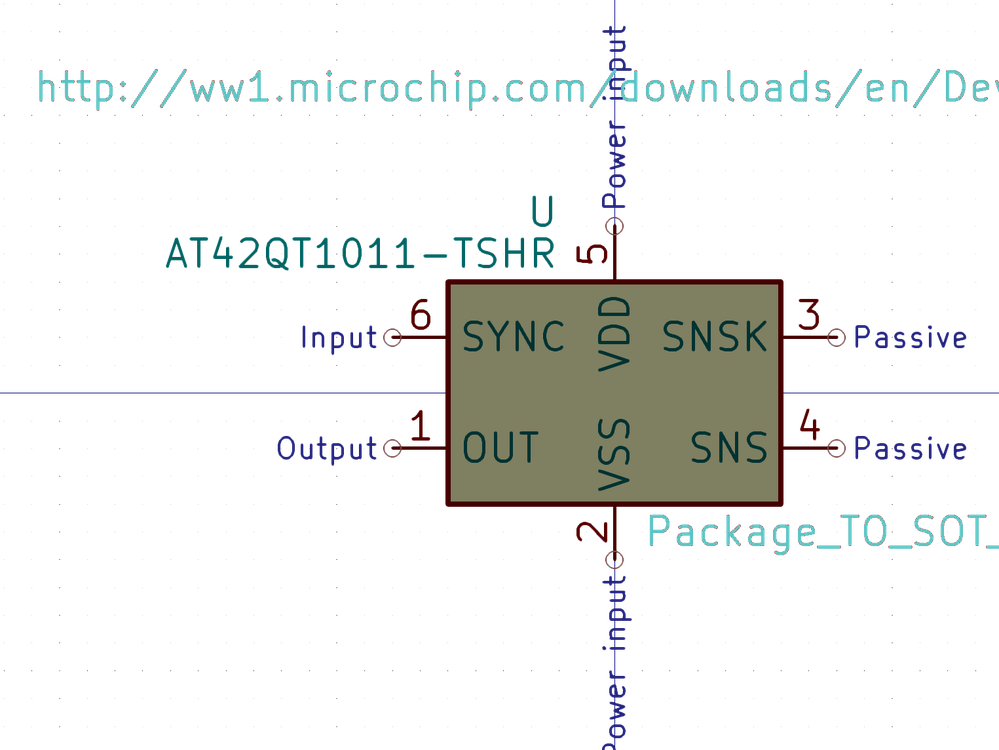 Power input
http://ww1.microchip.com/downloads/en/Dev
U
AT42QT1011-TSHR
5
6
3
Input
SYNC
VDD
SNSK
Passive
1
4
Output
OUT
VSS
SNS
Passive
2
Package_TO_SOT_
Power input